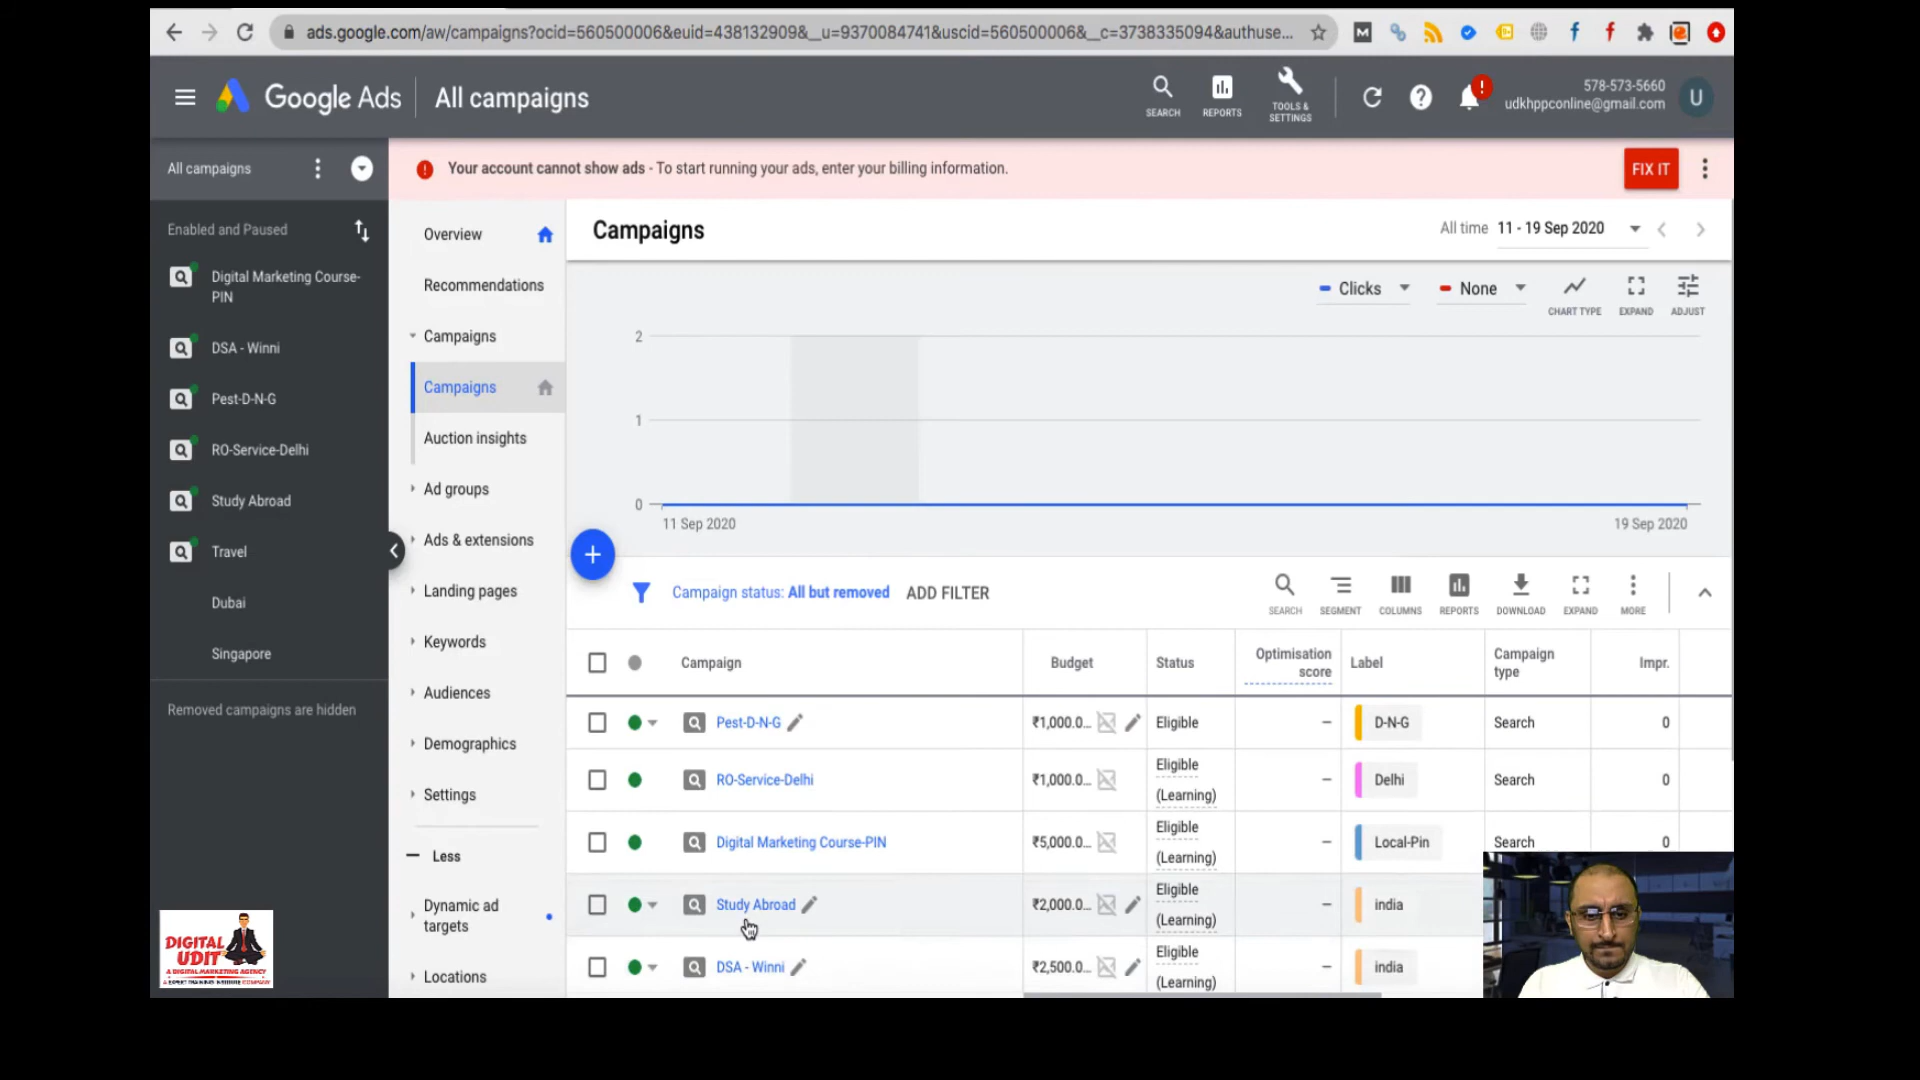 ads.google.com/aw/campaigns?ocid=560500006&euid=438132909&__u=9370084741&uscid=560500006&__c=3738335094&authuse...
Google Ads
All campaigns
SEARCH
REPORTS
TOOLS & SETTINGS
578-573-5660
udkhppconline@gmail.com
U
All campaigns
Your account cannot show ads - To start running your ads, enter your billing information.
FIX IT
Enabled and Paused
Digital Marketing Course-
PIN
DSA - Winni
Pest-D-N-G
RO-Service-Delhi
Study Abroad
Travel
Dubai
Singapore
Removed campaigns are hidden
Overview
Recommendations
Campaigns
Campaigns
Auction insights
Ad groups
Ads & extensions
Landing pages
Keywords
Audiences
Demographics
Settings
Less
Dynamic ad
targets
Locations
Campaigns
All time 11 - 19 Sep 2020
Clicks
None
CHART TYPE
EXPAND
ADJUST
2
1
0
11 Sep 2020
19 Sep 2020
Campaign status: All but removed ADD FILTER
SEARCH
SEGMENT
COLUMNS
REPORTS
DOWNLOAD
EXPAND
MORE
Campaign Budget Status Optimisation score Label Campaign type Impr.
Pest-D-N-G ₹1,000.0... Eligible – D-N-G Search 0
RO-Service-Delhi ₹1,000.0... Eligible (Learning) – Delhi Search 0
Digital Marketing Course-PIN ₹5,000.0... Eligible (Learning) – Local-Pin Search 0
Study Abroad ₹2,000.0... Eligible (Learning) – india
DSA - Winni ₹2,500.0... Eligible (Learning) – india
DIGITAL
UDIT
A DIGITAL MARKETING AGENCY
A EXPERT TRAINING INSTITUTE COMPANY